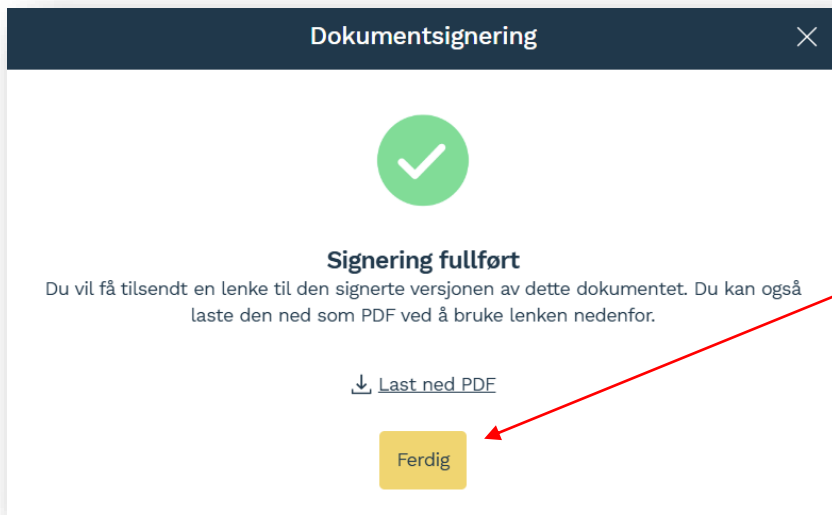 Dokumentsignering
Signering fullført
Du vil få tilsendt en lenke til den signerte versjonen av dette dokumentet. Du kan også
laste den ned som PDF ved å bruke lenken nedenfor.
Last ned PDF
Ferdig